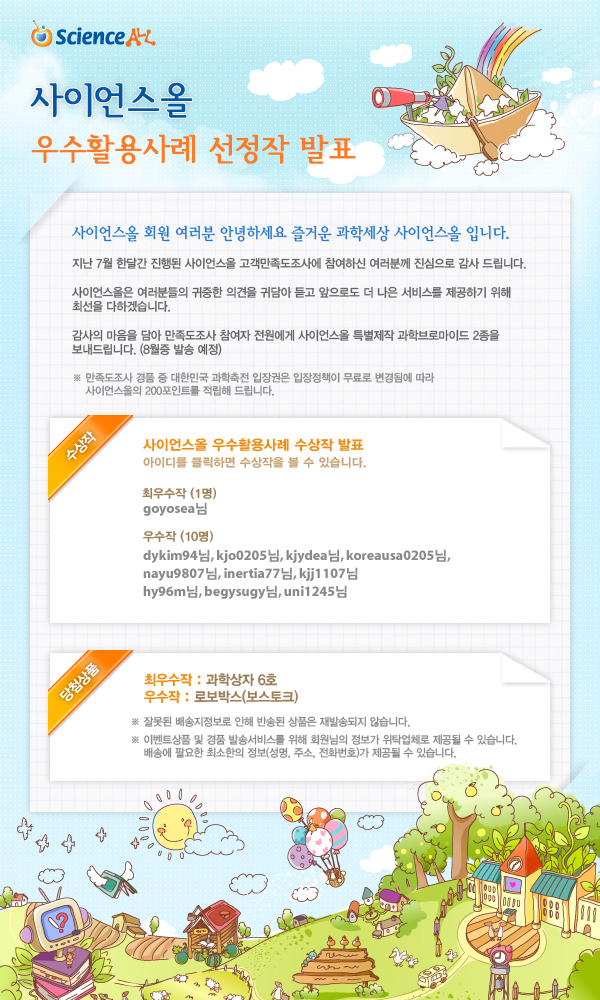 Science ALL
사이언스올
우수활용사례 선정작 발표
사이언스올 회원 여러분 안녕하세요 즐거운 과학세상 사이언스올 입니다.
지난 7월 한달간 진행된 사이언스올 고객만족도조사에 참여하신 여러분께 진심으로 감사 드립니다.
사이언스올은 여러분들의 귀중한 의견을 귀담아 듣고 앞으로도 더 나은 서비스를 제공하기 위해
최선을 다하겠습니다.
감사의 마음을 담아 만족도조사 참여자 전원에게 사이언스올 특별제작 과학브로마이드 2종을
보내드립니다. (8월중 발송 예정)
※ 만족도조사 경품 중 대한민국 과학축전 입장권은 입장정책이 무료로 변경됨에 따라
사이언스올의 200포인트를 적립해 드립니다.
수상작
사이언스올 우수활용사례 수상작 발표
아이디를 클릭하면 수상작을 볼 수 있습니다.
최우수작 (1명)
goyosea님
우수작 (10명)
dykim94님, kjo0205님, kjydea님, koreausa0205님,
nayu9807님, inertia77님, kjj1107님
hy96m님, begysugy님, uni1245님
당첨상품
최우수작 : 과학상자 6호
우수작 : 로보박스(보스토크)
※ 잘못된 배송지정보로 인해 반송된 상품은 재발송되지 않습니다.
※ 이벤트상품 및 경품 발송서비스를 위해 회원님의 정보가 위탁업체로 제공될 수 있습니다.
배송에 필요한 최소한의 정보(성명, 주소, 전화번호)가 제공될 수 있습니다.
?